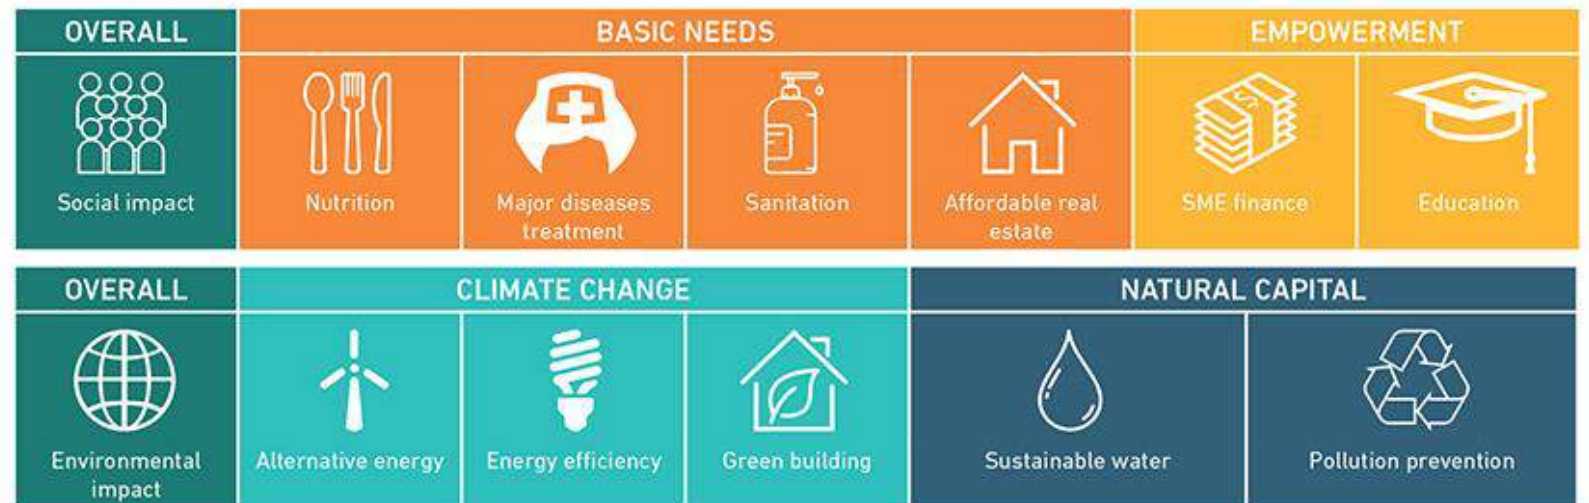 OVERALL
BASIC NEEDS
EMPOWERMENT
Social impact
Nutrition
Major diseases
treatment
Sanitation
Affordable real
estate
SME finance
Education
OVERALL
CLIMATE CHANGE
NATURAL CAPITAL
Environmental
impact
Alternative energy
Energy efficiency
Green building
Sustainable water
Pollution prevention